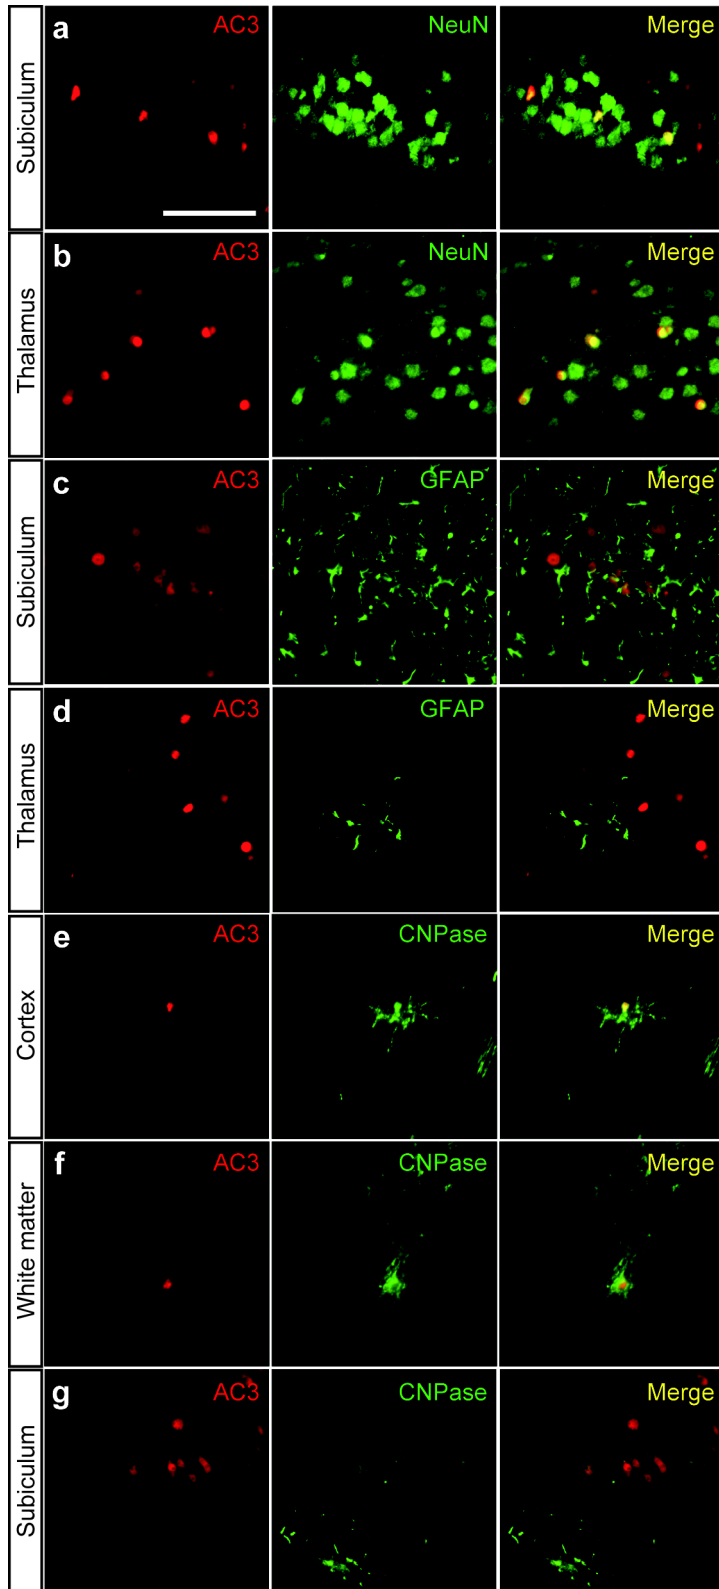 Subiculum
a
AC3
NeuN
Merge
Thalamus
b
AC3
NeuN
Merge
Subiculum
c
AC3
GFAP
Merge
Thalamus
d
AC3
GFAP
Merge
Cortex
e
AC3
CNPase
Merge
White matter
f
AC3
CNPase
Merge
Subiculum
g
AC3
CNPase
Merge